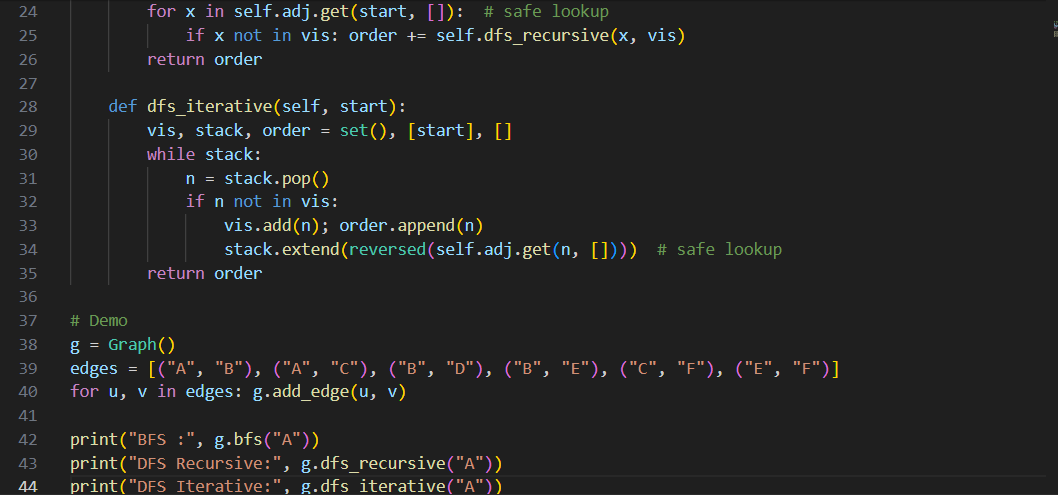 24 for x in self.adj.get(start, []):  # safe lookup
25 if x not in vis: order += self.dfs_recursive(x, vis)
26 return order
27
28 def dfs_iterative(self, start):
29 vis, stack, order = set(), [start], []
30 while stack:
31 n = stack.pop()
32 if n not in vis:
33 vis.add(n); order.append(n)
34 stack.extend(reversed(self.adj.get(n, [])))  # safe lookup
35 return order
36
37 # Demo
38 g = Graph()
39 edges = [("A", "B"), ("A", "C"), ("B", "D"), ("B", "E"), ("C", "F"), ("E", "F")]
40 for u, v in edges: g.add_edge(u, v)
41
42 print("BFS :", g.bfs("A"))
43 print("DFS Recursive:", g.dfs_recursive("A"))
44 print("DFS Iterative:", g.dfs_iterative("A"))